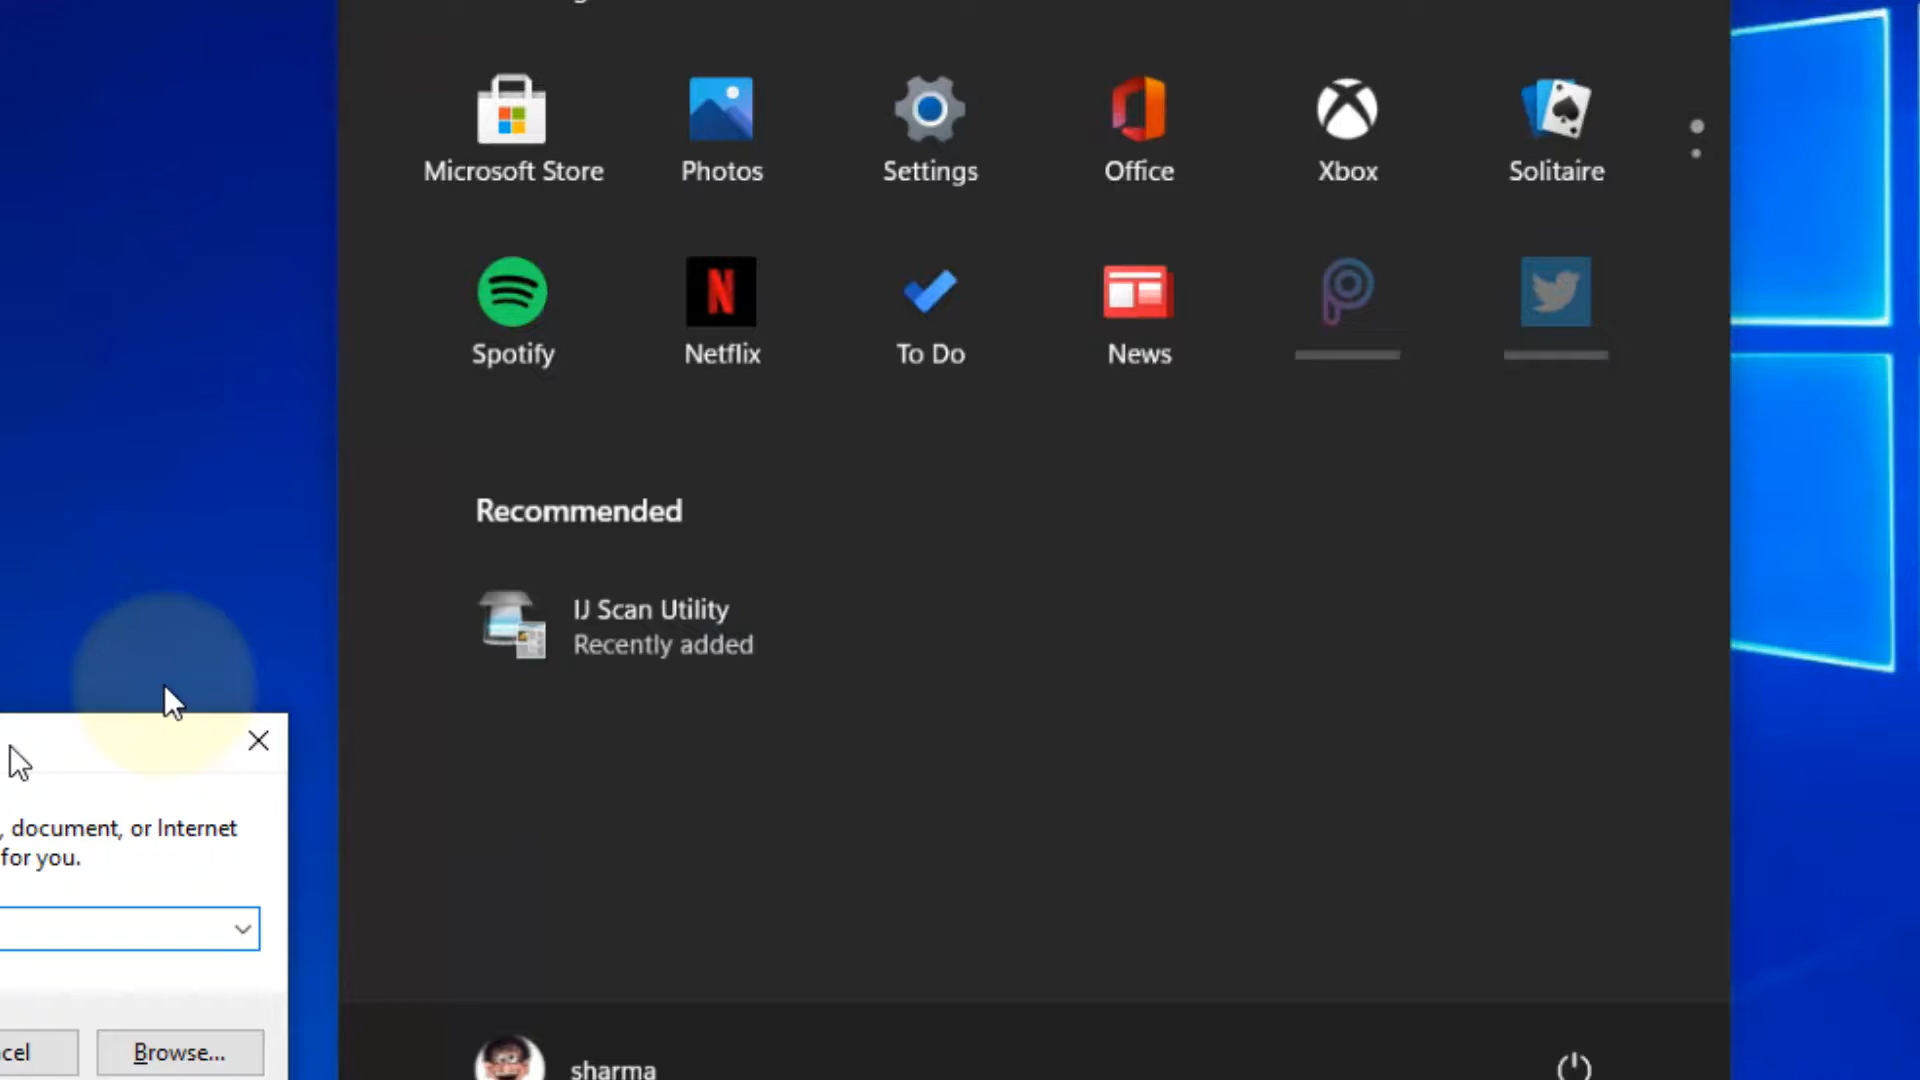 Microsoft Store
Photos
Settings
Office
Xbox
Solitaire
Spotify
N
Netflix
To Do
News
Recommended
IJ Scan Utility
Recently added
, document, or Internet
for you.
cel
Browse...
sharma